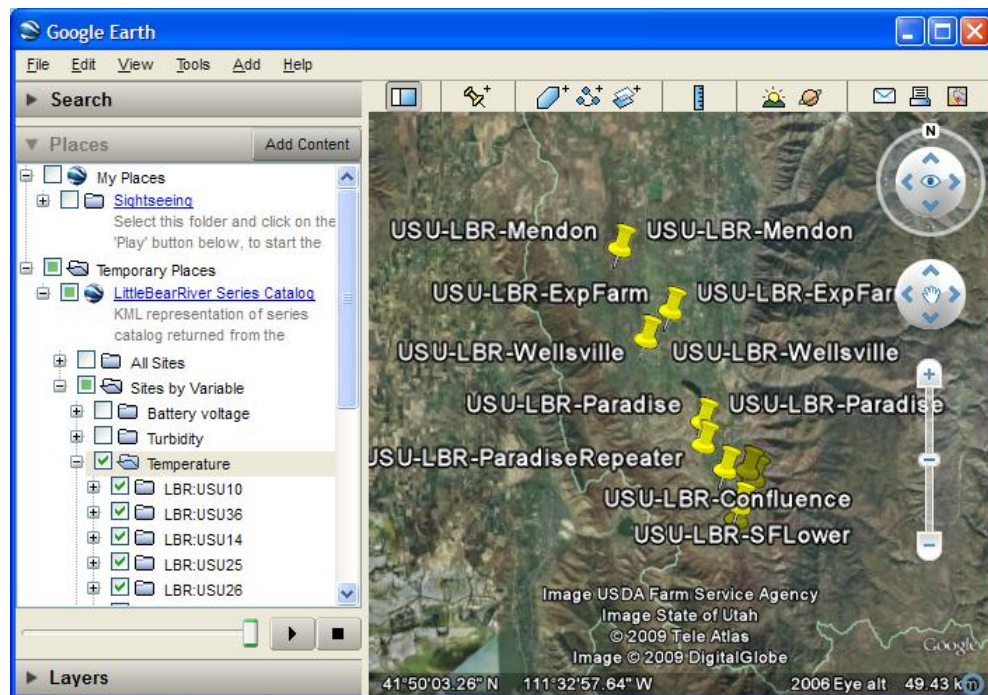 Google Earth
File Edit View Tools Add Help
Search
Places
Add Content
My Places
Sightseeing
Select this folder and click on the
'Play' button below, to start the
Temporary Places
LittleBearRiver Series Catalog
KML representation of series
catalog returned from the
All Sites
Sites by Variable
Battery voltage
Turbidity
Temperature
LBR:USU10
LBR:USU36
LBR:USU14
LBR:USU25
LBR:USU26
Layers
N
USU-LBR-Mendon USU-LBR-Mendon
USU-LBR-ExpFarm USU-LBR-ExpFar
USU-LBR-Wellsville USU-LBR-Wellsville
USU-LBR-Paradise USU-LBR-Paradise
USU-LBR-ParadiseRepeater
USU-LBR-Confluence
USU-LBR-SFLower
Image USDA Farm Service Agency
Image State of Utah
© 2009 Tele Atlas
Image © 2009 DigitalGlobe
Google
41°50'03.26" N 111°32'57.64" W 2006 Eye alt 49.43 km